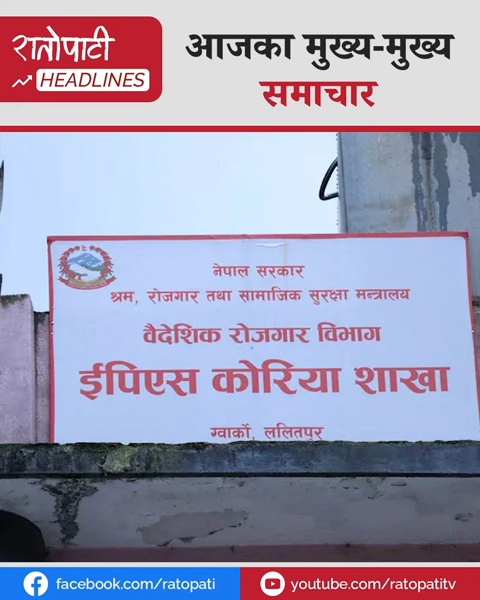 रातोपाटी
HEADLINES
आजका मुख्य-मुख्य
समाचार
नेपाल सरकार
श्रम, रोजगार तथा सामाजिक सुरक्षा मन्त्रालय
वैदेशिक रोजगार विभाग
ईपिएस कोरिया शाखा
ग्वार्को, ललितपुर
facebook.com/ratopati
youtube.com/ratopatitv